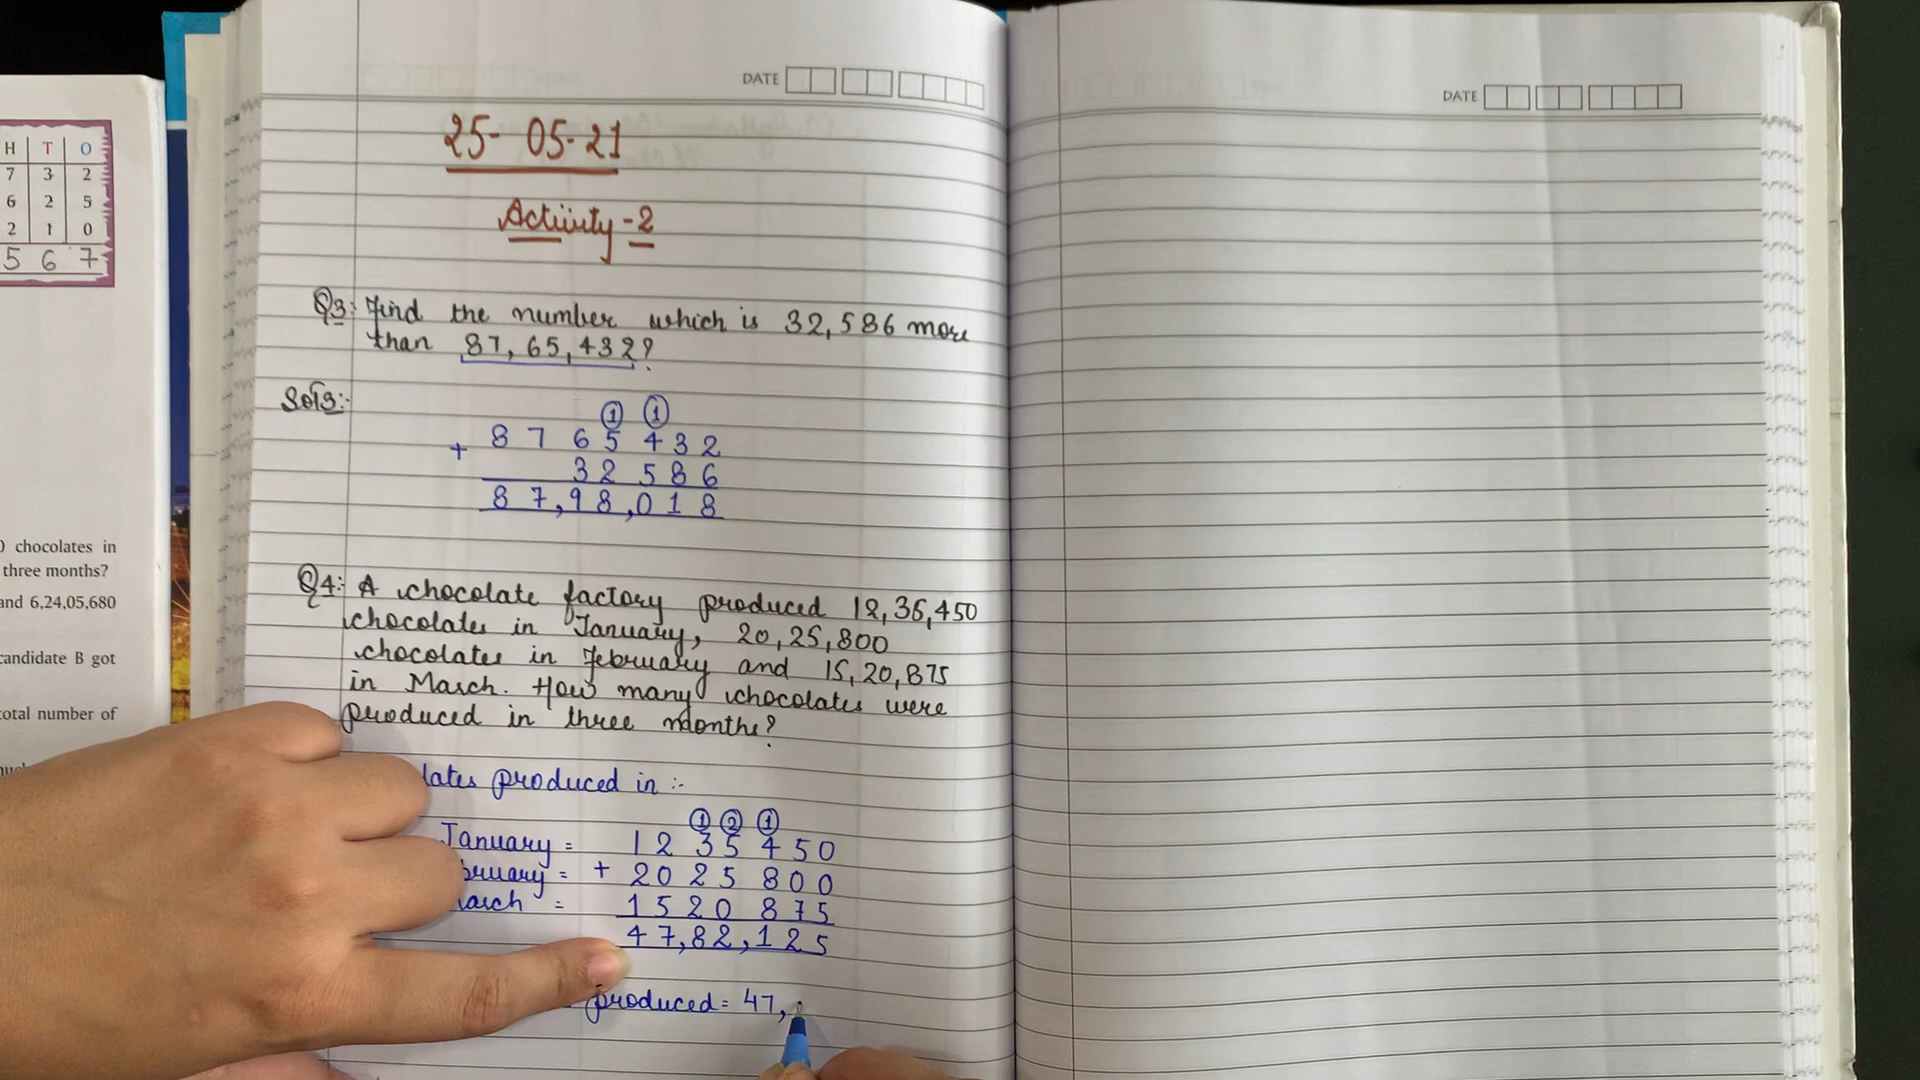 H T O
7 3 2
6 2 5
2 1 0
5 6 7
chocolates in
three months?
and 6,24,05,680
candidate B got
total number of
DATE
25-05-21
Activity-2
Q3: Find the number which is 32,586 more
than 87,65,432?
Sol3:-
1 1
8 7 6 5 4 3 2
+ 3 2 5 8 6
8 7,9 8,0 1 8
Q4: A chocolate factory produced 12,35,450
chocolates in January, 20,25,800
chocolates in February and 15,20,875
in March. How many chocolates were
produced in three months?
lates produced in :-
1 2 1
January = 1 2 3 5 4 5 0
bruary = + 2 0 2 5 8 0 0
March = 1 5 2 0 8 7 5
4 7,8 2,1 2 5
produced = 47,
DATE